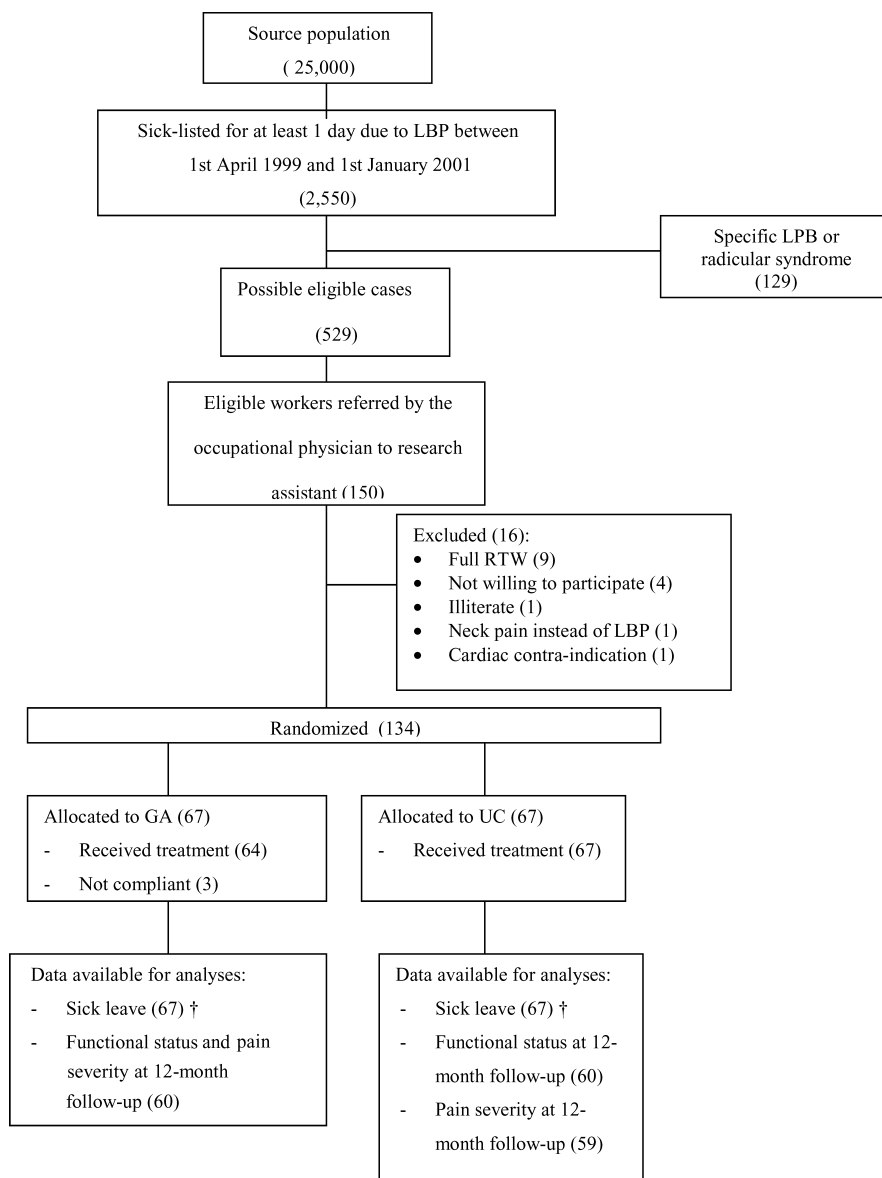 Source population
( 25,000)
Sick-listed for at least 1 day due to LBP between
1st April 1999 and 1st January 2001
(2,550)
Specific LPB or
radicular syndrome
(129)
Possible eligible cases
(529)
Eligible workers referred by the
occupational physician to research
assistant (150)
Excluded (16):
• Full RTW (9)
• Not willing to participate (4)
• Illiterate (1)
• Neck pain instead of LBP (1)
• Cardiac contra-indication (1)
Randomized (134)
Allocated to GA (67)
- Received treatment (64)
- Not compliant (3)
Allocated to UC (67)
- Received treatment (67)
Data available for analyses:
- Sick leave (67) †
- Functional status and pain
severity at 12-month
follow-up (60)
Data available for analyses:
- Sick leave (67) †
- Functional status at 12-
month follow-up (60)
- Pain severity at 12-
month follow-up (59)